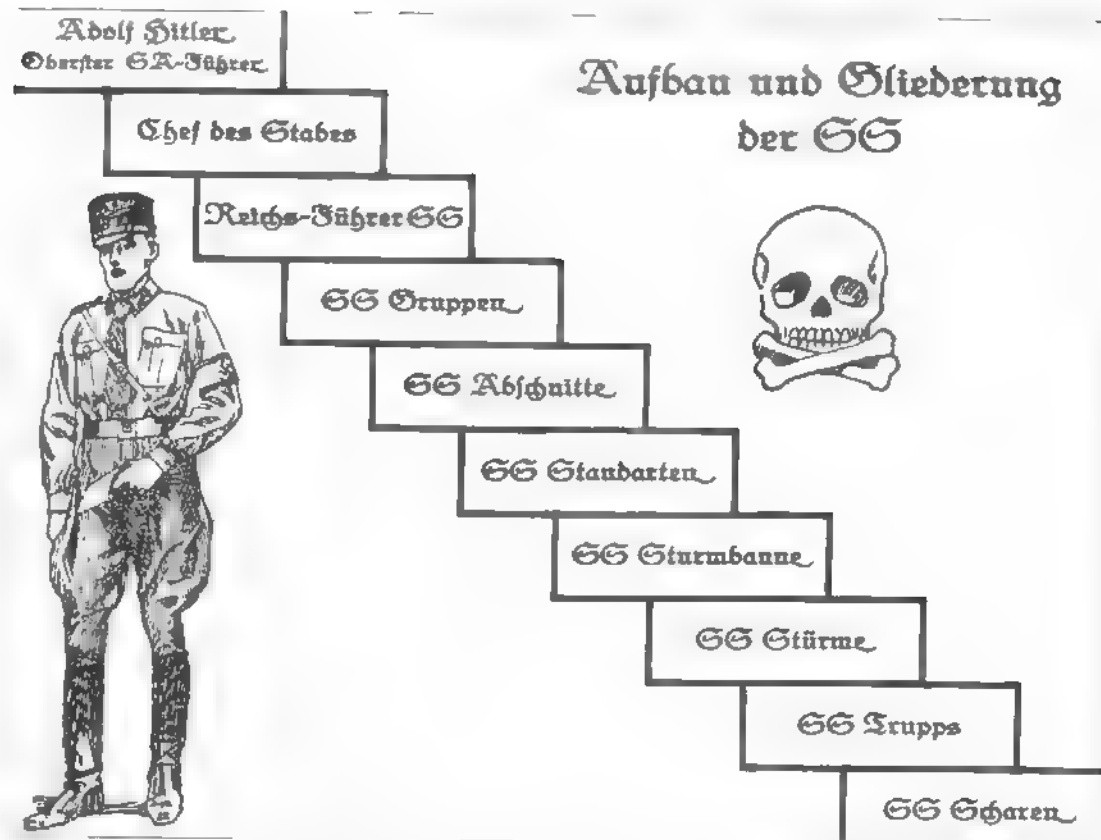 Adolf Hitler
Oberster SA-Führer
Aufbau und Gliederung
der SS
Chef des Stabes
Reichs-Führer SS
SS Gruppen
SS Abschnitte
SS Standarten
SS Sturmbanne
SS Stürme
SS Trupps
SS Scharen